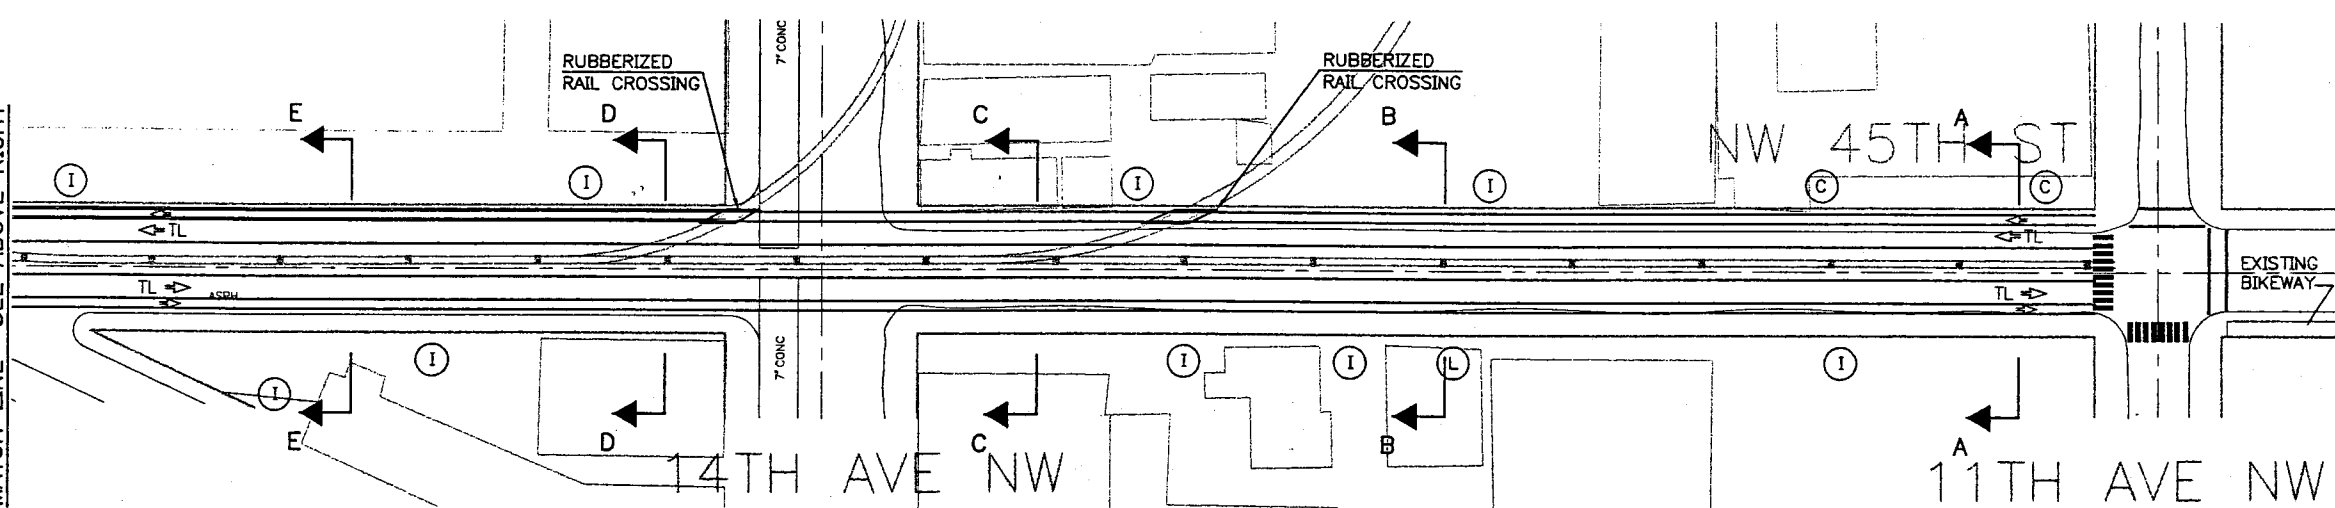 7" CONC
RUBBERIZED
RAIL CROSSING
RUBBERIZED
RAIL CROSSING
E
D
C
B
A
NW 45TH ST
I
I
I
I
C
C
TL
TL
TL
ASPH
TL
EXISTING
BIKEWAY
7" CONC
I
I
I
I
L
I
E
D
C
B
A
14TH AVE NW
11TH AVE NW